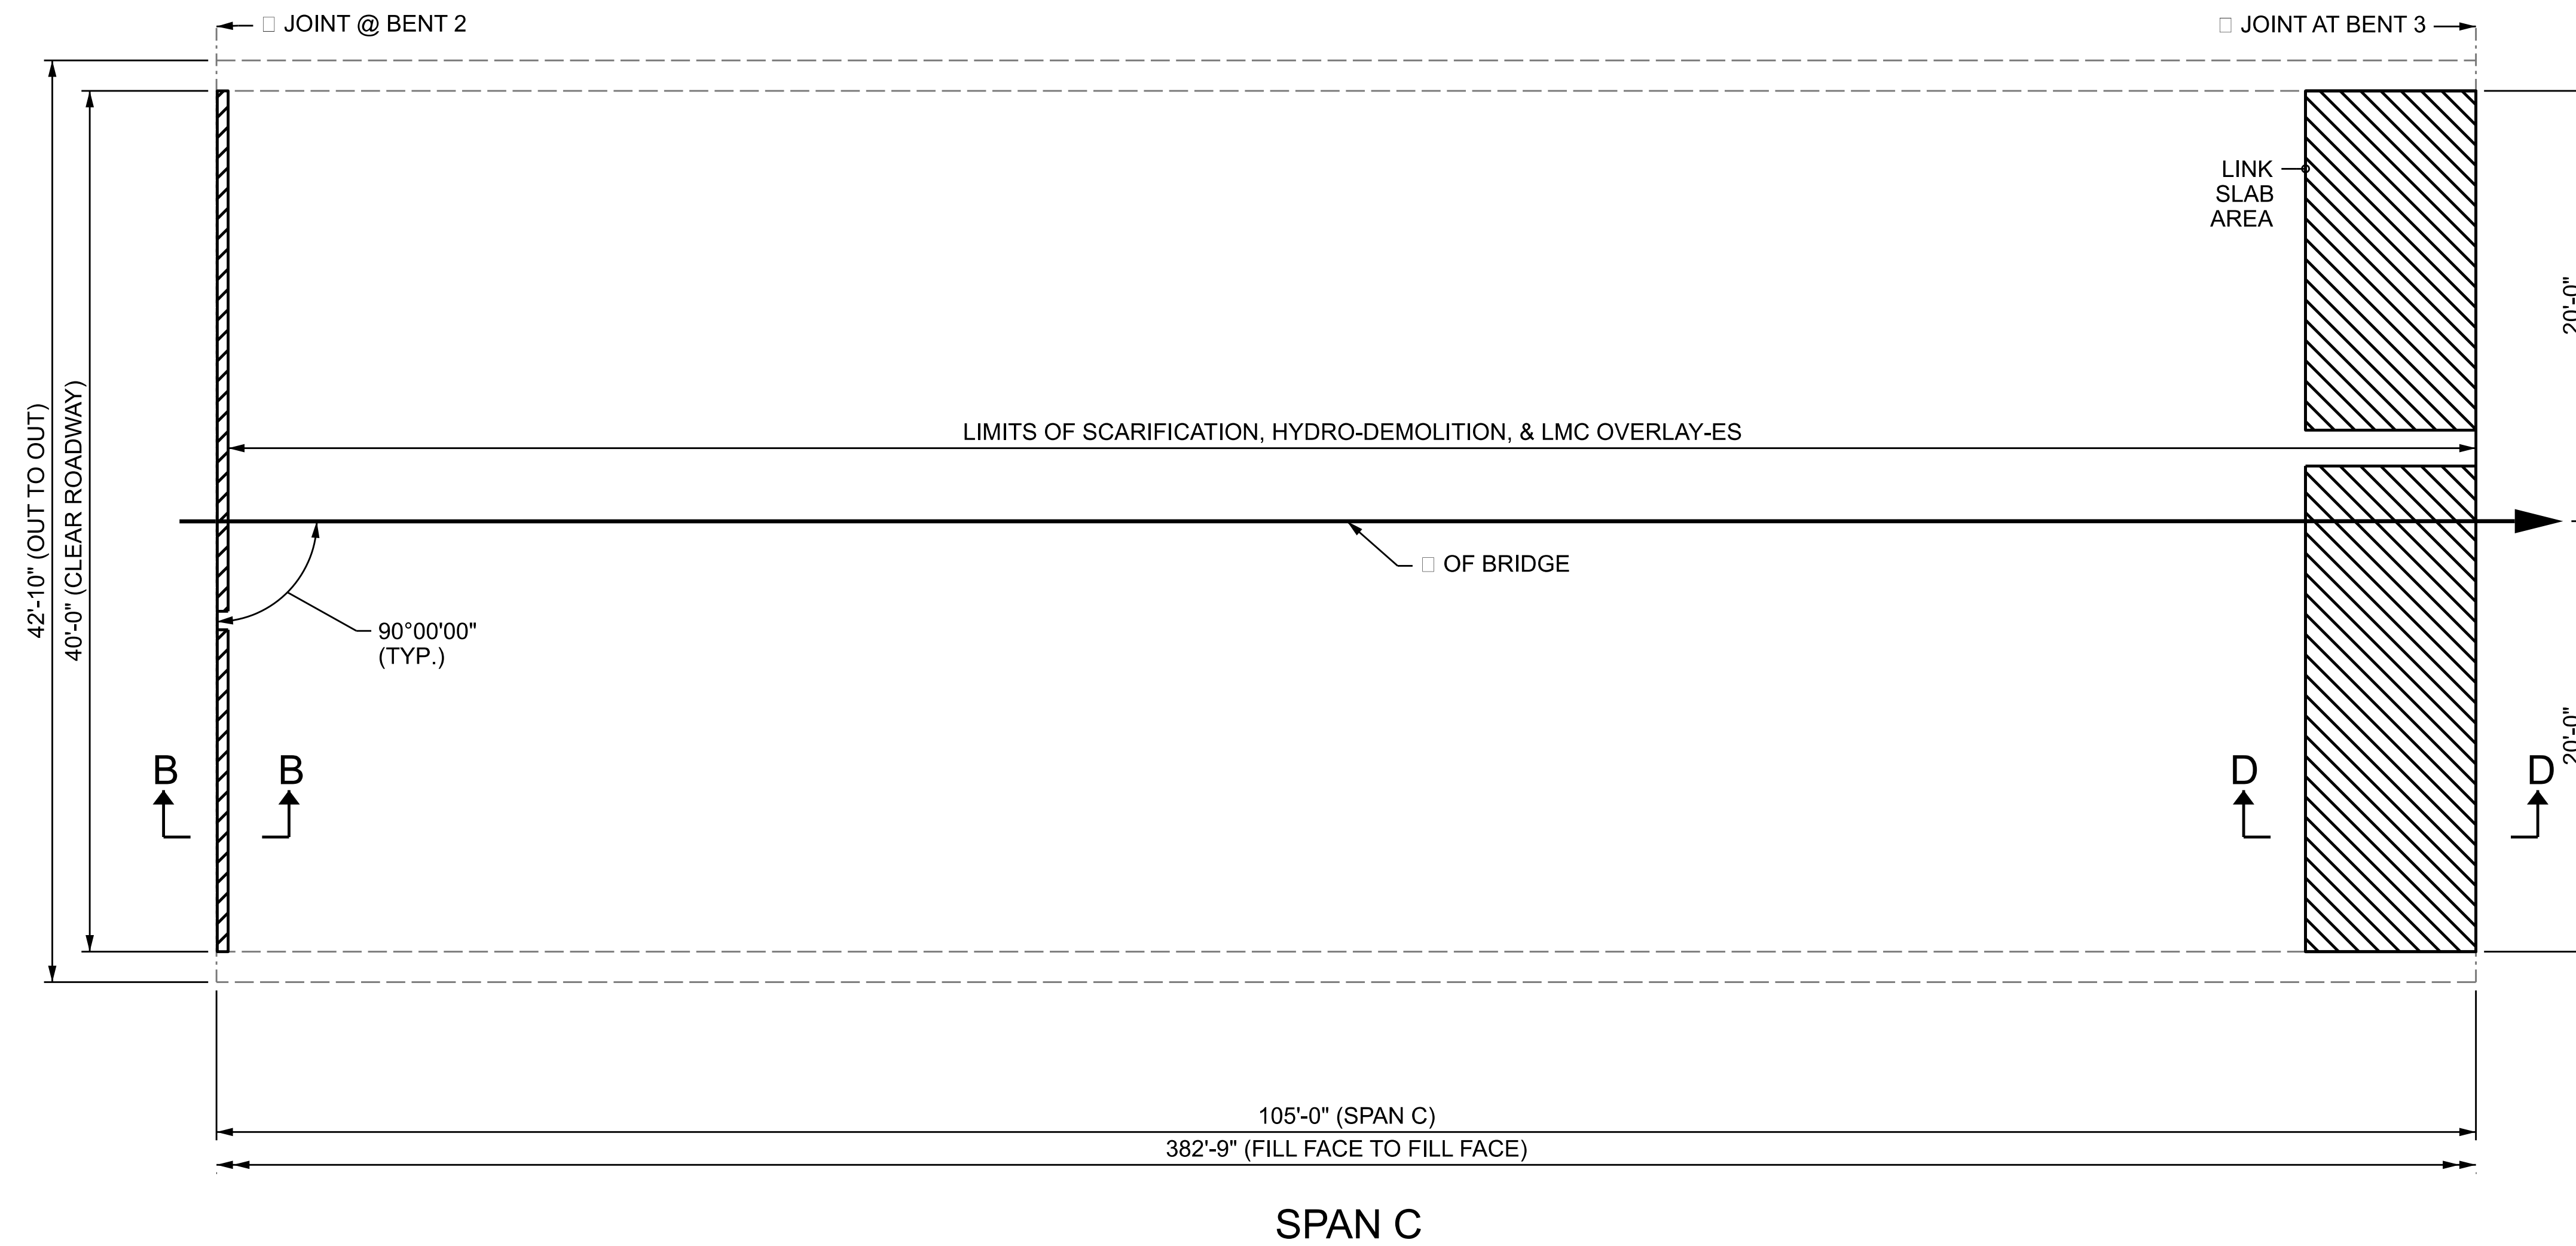 JOINT @ BENT 2
JOINT AT BENT 3
LINK
SLAB
AREA
20'-0"
42'-10" (OUT TO OUT)
40'-0" (CLEAR ROADWAY)
LIMITS OF SCARIFICATION, HYDRO-DEMOLITION, & LMC OVERLAY-ES
OF BRIDGE
90°00'00"
(TYP.)
20'-0"
B
B
D
D
105'-0" (SPAN C)
382'-9" (FILL FACE TO FILL FACE)
SPAN C